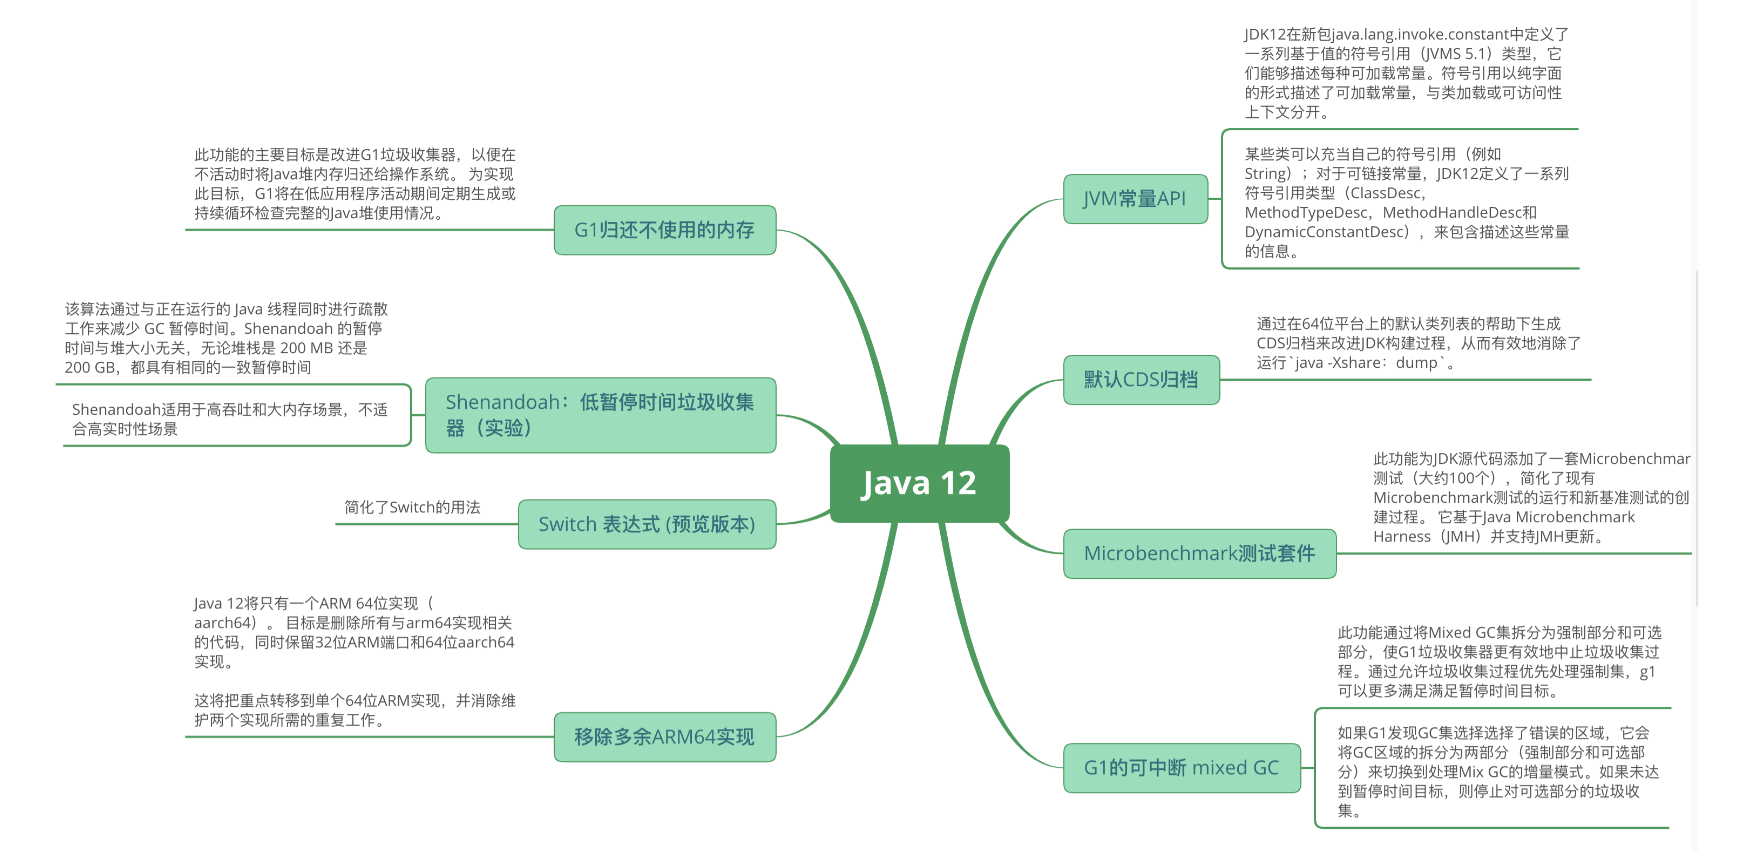 JDK12在新包java.lang.invoke.constant中定义了
一系列基于值的符号引用（JVMS 5.1）类型，它
们能够描述每种可加载常量。符号引用以纯字面
的形式描述了可加载常量，与类加载或可访问性
上下文分开。
某些类可以充当自己的符号引用（例如
String）；对于可链接常量，JDK12定义了一系列
符号引用类型（ClassDesc，
MethodTypeDesc，MethodHandleDesc和
DynamicConstantDesc），来包含描述这些常量
的信息。
JVM常量API
通过在64位平台上的默认类列表的帮助下生成
CDS归档来改进JDK构建过程，从而有效地消除了
运行`java -Xshare：dump`。
默认CDS归档
此功能为JDK源代码添加了一套Microbenchmar
测试（大约100个），简化了现有
Microbenchmark测试的运行和新基准测试的创
建过程。 它基于Java Microbenchmark
Harness（JMH）并支持JMH更新。
Microbenchmark测试套件
此功能通过将Mixed GC集拆分为强制部分和可选
部分，使G1垃圾收集器更有效地中止垃圾收集过
程。通过允许垃圾收集过程优先处理强制集，g1
可以更多满足满足暂停时间目标。
如果G1发现GC集选择选择了错误的区域，它会
将GC区域的拆分为两部分（强制部分和可选部
分）来切换到处理Mix GC的增量模式。如果未达
到暂停时间目标，则停止对可选部分的垃圾收
集。
G1的可中断 mixed GC
Java 12
此功能的主要目标是改进G1垃圾收集器，以便在
不活动时将Java堆内存归还给操作系统。 为实现
此目标，G1将在低应用程序活动期间定期生成或
持续循环检查完整的Java堆使用情况。
G1归还不使用的内存
该算法通过与正在运行的 Java 线程同时进行疏散
工作来减少 GC 暂停时间。Shenandoah 的暂停
时间与堆大小无关，无论堆栈是 200 MB 还是
200 GB，都具有相同的一致暂停时间
Shenandoah适用于高吞吐和大内存场景，不适
合高实时性场景
Shenandoah：低暂停时间垃圾收集
器（实验）
简化了Switch的用法
Switch 表达式 (预览版本)
Java 12将只有一个ARM 64位实现（
aarch64）。 目标是删除所有与arm64实现相关
的代码，同时保留32位ARM端口和64位aarch64
实现。
这将把重点转移到单个64位ARM实现，并消除维
护两个实现所需的重复工作。
移除多余ARM64实现